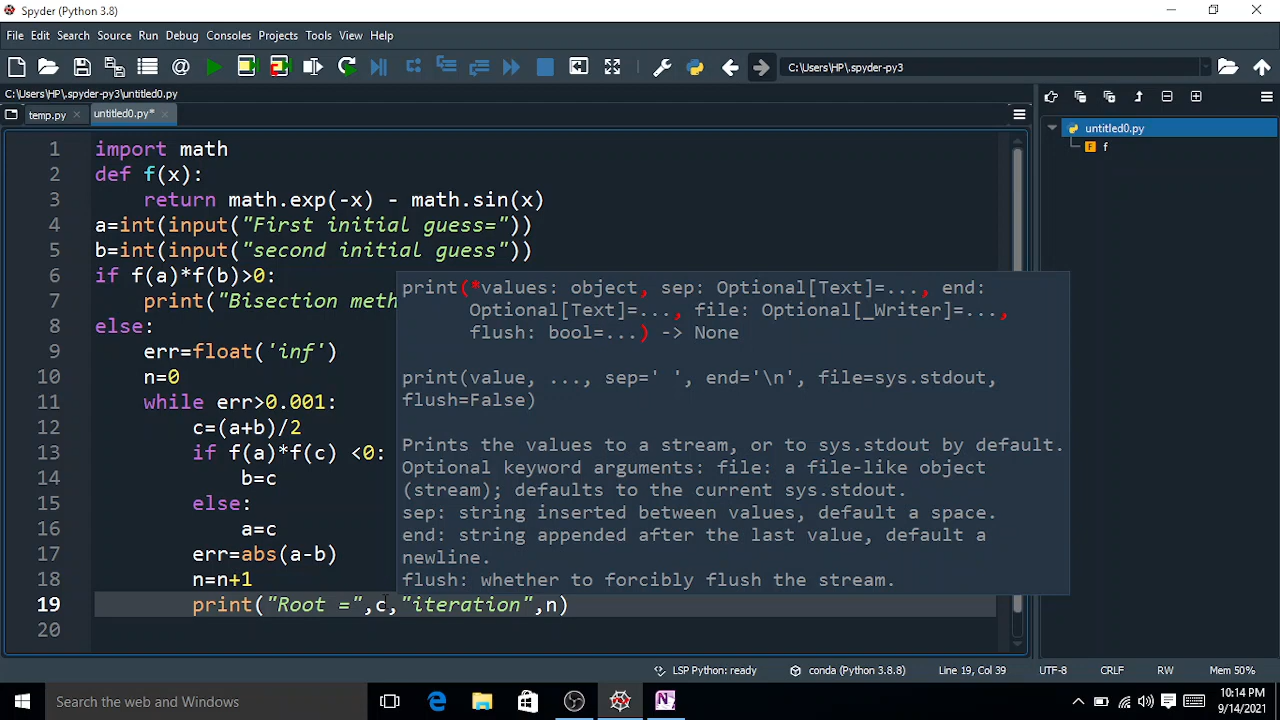 Spyder (Python 3.8)
File Edit Search Source Run Debug Consoles Projects Tools View Help
C:\Users\HP\.spyder-py3
C:\Users\HP\.spyder-py3\untitled0.py
temp.py untitled0.py*
untitled0.py
F f
1 import math
2 def f(x):
3 return math.exp(-x) - math.sin(x)
4 a=int(input("First initial guess="))
5 b=int(input("second initial guess"))
6 if f(a)*f(b)>0:
7 print("Bisection meth
8 else:
9 err=float('inf')
10 n=0
11 while err>0.001:
12 c=(a+b)/2
13 if f(a)*f(c) <0:
14 b=c
15 else:
16 a=c
17 err=abs(a-b)
18 n=n+1
19 print("Root =",c,"iteration",n)
20
print(*values: object, sep: Optional[Text]=..., end:
Optional[Text]=..., file: Optional[_Writer]=...,
flush: bool=...) -> None
print(value, ..., sep=' ', end='\n', file=sys.stdout,
flush=False)
Prints the values to a stream, or to sys.stdout by default.
Optional keyword arguments: file: a file-like object
(stream); defaults to the current sys.stdout.
sep: string inserted between values, default a space.
end: string appended after the last value, default a
newline.
flush: whether to forcibly flush the stream.
LSP Python: ready conda (Python 3.8.8) Line 19, Col 39 UTF-8 CRLF RW Mem 50%
Search the web and Windows
10:14 PM
9/14/2021